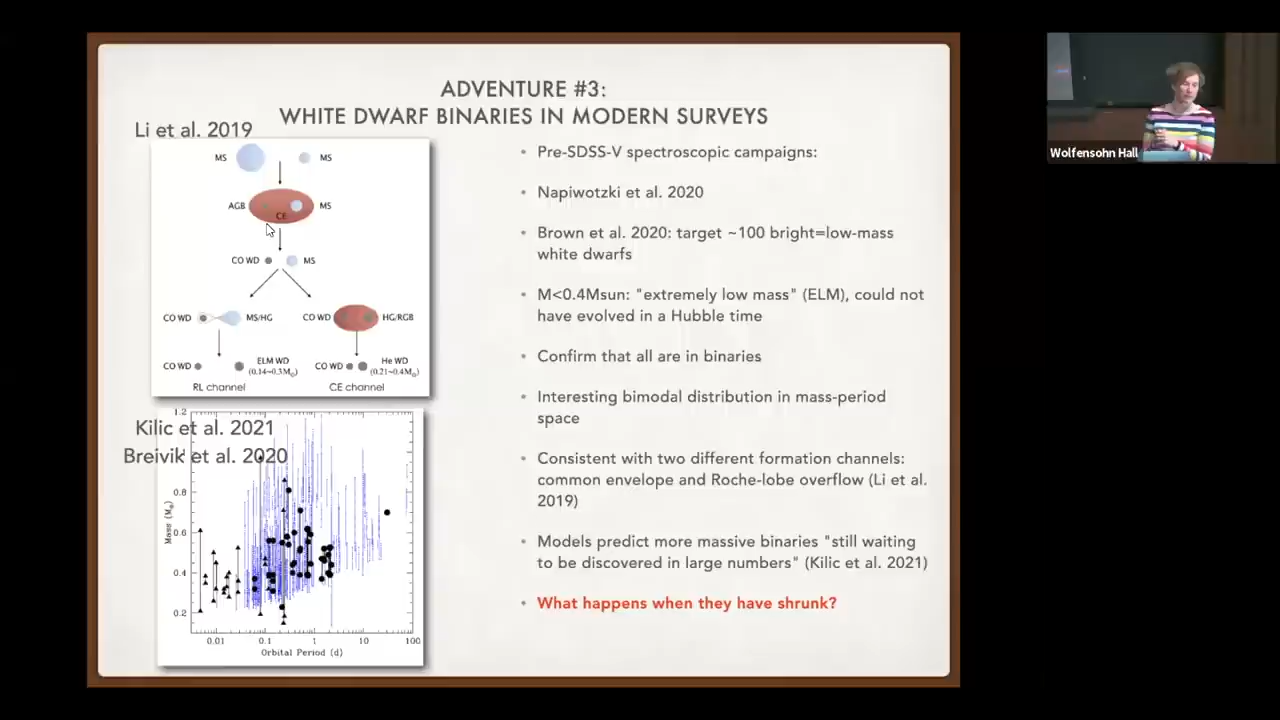 ADVENTURE #3:
WHITE DWARF BINARIES IN MODERN SURVEYS
Li et al. 2019
MS
MS
AGB
CE
MS
CO WD
MS
CO WD
MS/HG
CO WD
HG/RGB
CO WD
ELM WD
(0.14~0.3M⊙)
CO WD
He WD
(0.21~0.4M⊙)
RL channel
CE channel
Kilic et al. 2021
Breivik et al. 2020
1.2
0.8
0.6
0.4
0.2
Mass (M⊙)
0.01
0.1
1
10
100
Orbital Period (d)
• Pre-SDSS-V spectroscopic campaigns:
• Napiwotzki et al. 2020
• Brown et al. 2020: target ~100 bright=low-mass
white dwarfs
• M<0.4Msun: "extremely low mass" (ELM), could not
have evolved in a Hubble time
• Confirm that all are in binaries
• Interesting bimodal distribution in mass-period
space
• Consistent with two different formation channels:
common envelope and Roche-lobe overflow (Li et al.
2019)
• Models predict more massive binaries "still waiting
to be discovered in large numbers" (Kilic et al. 2021)
• What happens when they have shrunk?
Wolfensohn Hall